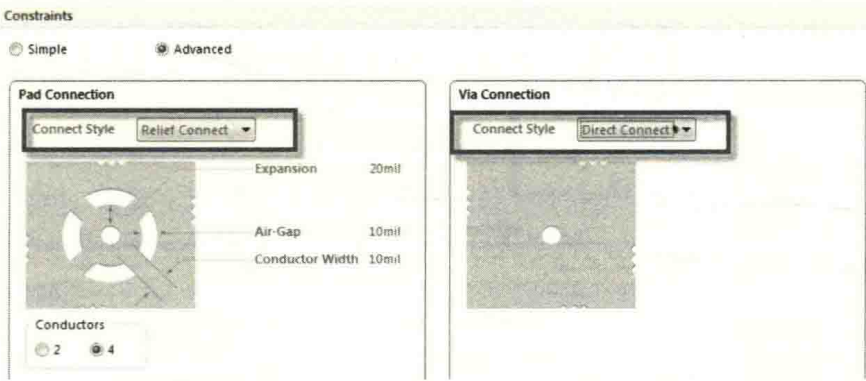 Constraints
Simple Advanced
Pad Connection
Connect Style Relief Connect
Expansion 20mil
Air-Gap 10mil
Conductor Width 10mil
Conductors
2 4
Via Connection
Connect Style Direct Connect